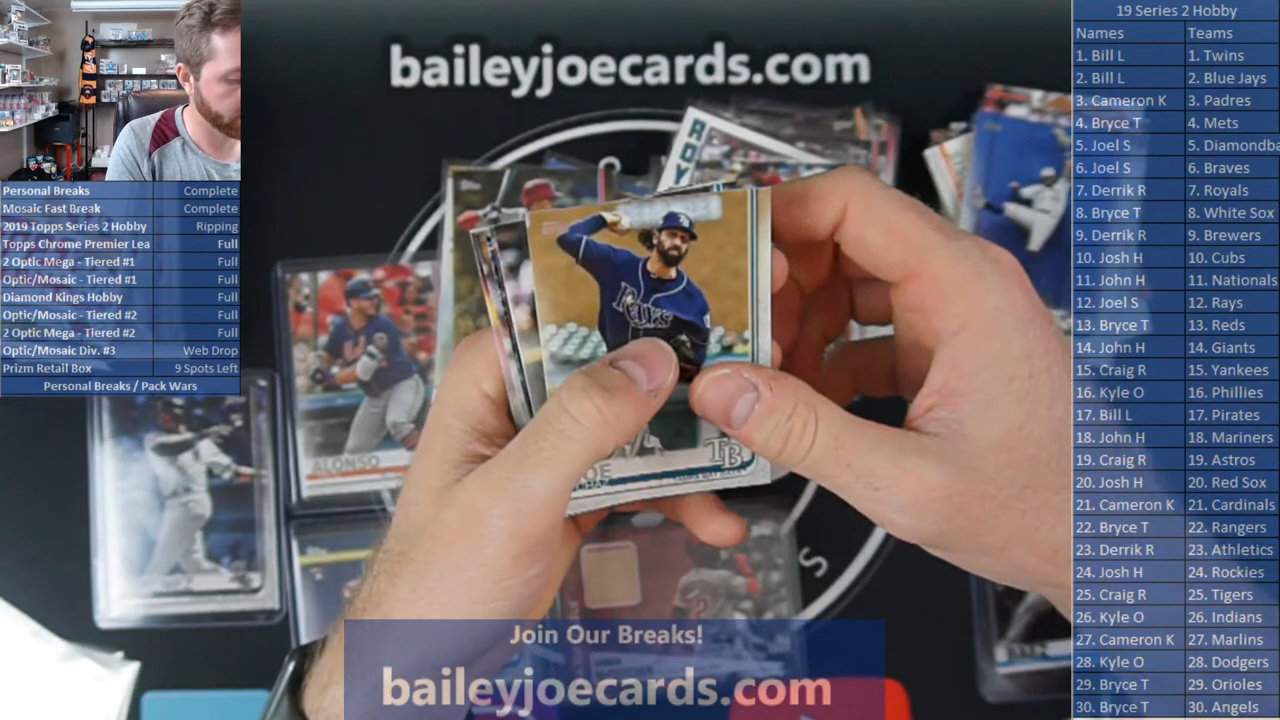 baileyjoecards.com
Personal Breaks Complete
Mosaic Fast Break Complete
2019 Topps Series 2 Hobby Ripping
Topps Chrome Premier Lea Full
2 Optic Mega - Tiered #1 Full
Optic/Mosaic - Tiered #1 Full
Diamond Kings Hobby Full
Optic/Mosaic - Tiered #2 Full
2 Optic Mega - Tiered #2 Full
Optic/Mosaic Div. #3 Web Drop
Prizm Retail Box 9 Spots Left
Personal Breaks / Pack Wars
ROY
Rays
ALONSO
TB
S
Join Our Breaks!
baileyjoecards.com
19 Series 2 Hobby
Names Teams
1. Bill L 1. Twins
2. Bill L 2. Blue Jays
3. Cameron K 3. Padres
4. Bryce T 4. Mets
5. Joel S 5. Diamondba
6. Joel S 6. Braves
7. Derrik R 7. Royals
8. Bryce T 8. White Sox
9. Derrik R 9. Brewers
10. Josh H 10. Cubs
11. John H 11. Nationals
12. Joel S 12. Rays
13. Bryce T 13. Reds
14. John H 14. Giants
15. Craig R 15. Yankees
16. Kyle O 16. Phillies
17. Bill L 17. Pirates
18. John H 18. Mariners
19. Craig R 19. Astros
20. Josh H 20. Red Sox
21. Cameron K 21. Cardinals
22. Bryce T 22. Rangers
23. Derrik R 23. Athletics
24. Josh H 24. Rockies
25. Craig R 25. Tigers
26. Kyle O 26. Indians
27. Cameron K 27. Marlins
28. Kyle O 28. Dodgers
29. Bryce T 29. Orioles
30. Bryce T 30. Angels